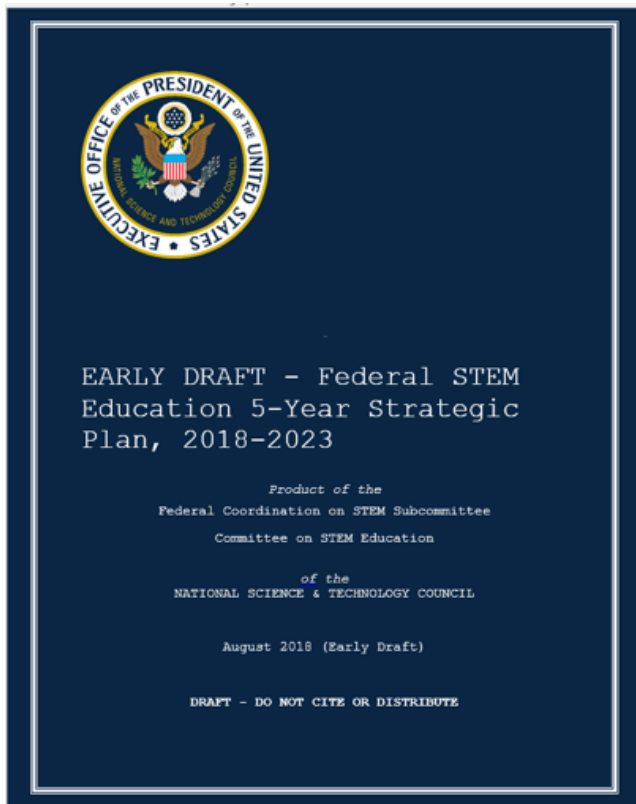 EXECUTIVE OFFICE OF THE PRESIDENT OF THE UNITED STATES
NATIONAL SCIENCE AND TECHNOLOGY COUNCIL
EARLY DRAFT - Federal STEM
Education 5-Year Strategic
Plan, 2018-2023
Product of the
Federal Coordination on STEM Subcommittee
Committee on STEM Education
of the
NATIONAL SCIENCE & TECHNOLOGY COUNCIL
August 2018 (Early Draft)
DRAFT - DO NOT CITE OR DISTRIBUTE